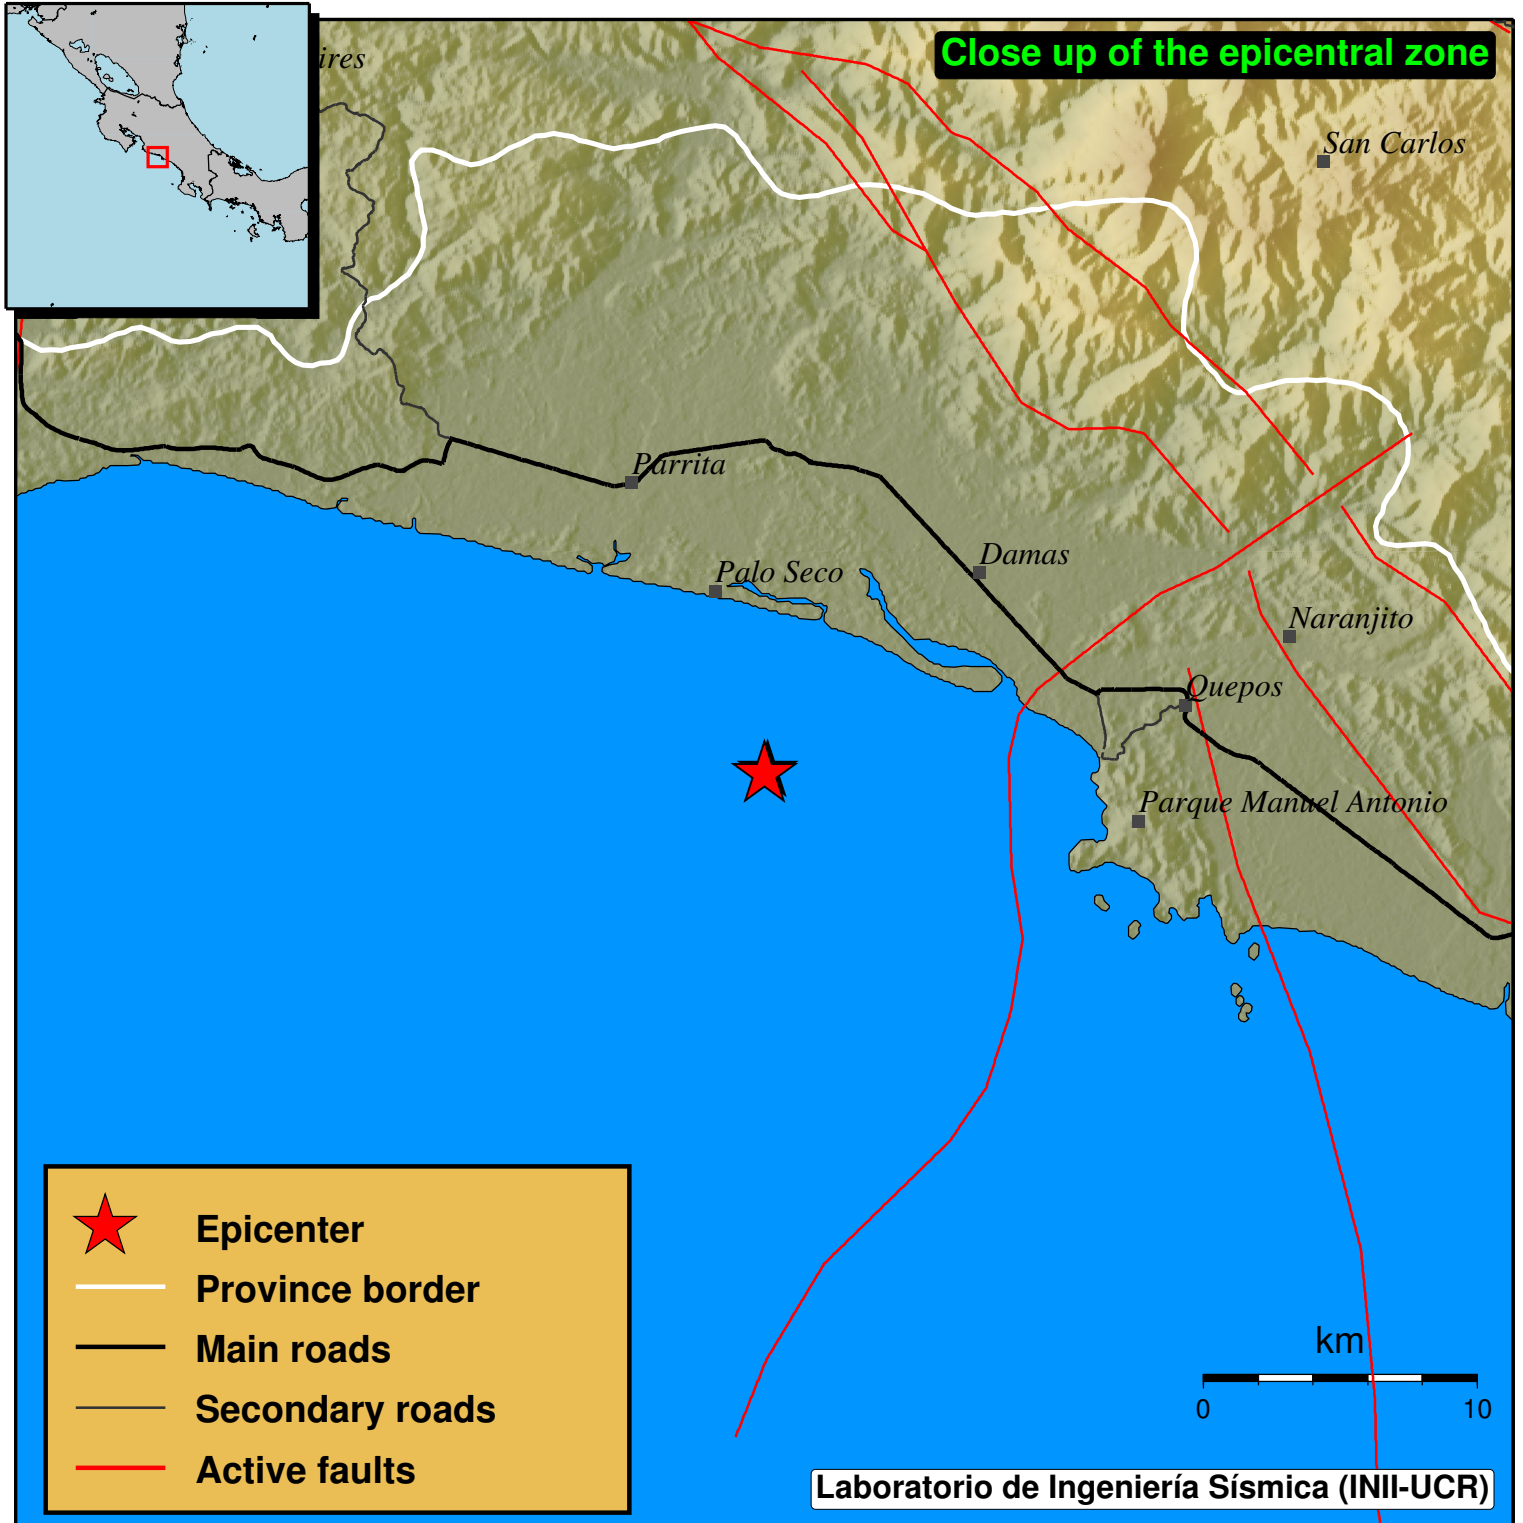 ires
Close up of the epicentral zone
San Carlos
Parrita
Damas
Palo Seco
Naranjito
Quepos
Parque Manuel Antonio
Epicenter
Province border
Main roads
Secondary roads
Active faults
km
0 10
Laboratorio de Ingeniería Sísmica (INII-UCR)